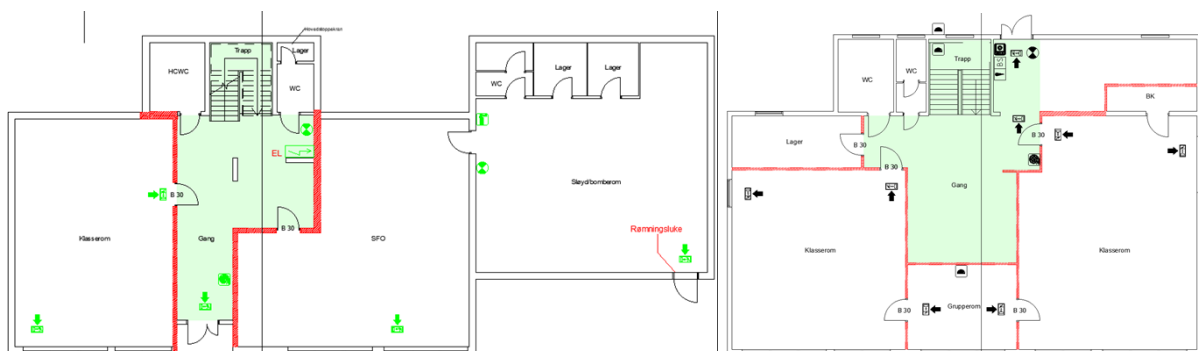 Trapp
Lager
HCWC
WC
EL
B 30
Klasserom
Gang
B 30
SFO
WC
Lager
Lager
Sløyd/bomberom
Rømningsluke
Trapp
WC
WC
BS
BK
Lager
B 30
B 30
Gang
Klasserom
Klasserom
B 30
Grupperom
B 30